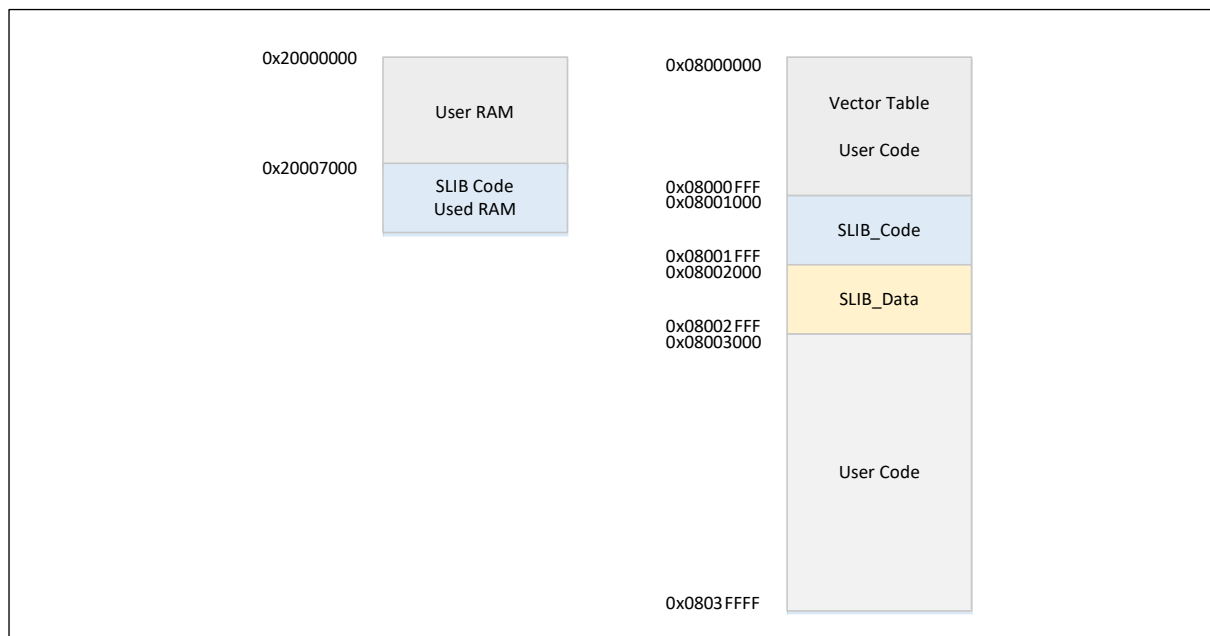 0x20000000
User RAM
0x20007000
SLIB Code
Used RAM
0x08000000
Vector Table
User Code
0x08000FFF
0x08001000
SLIB_Code
0x08001FFF
0x08002000
SLIB_Data
0x08002FFF
0x08003000
User Code
0x0803FFFF